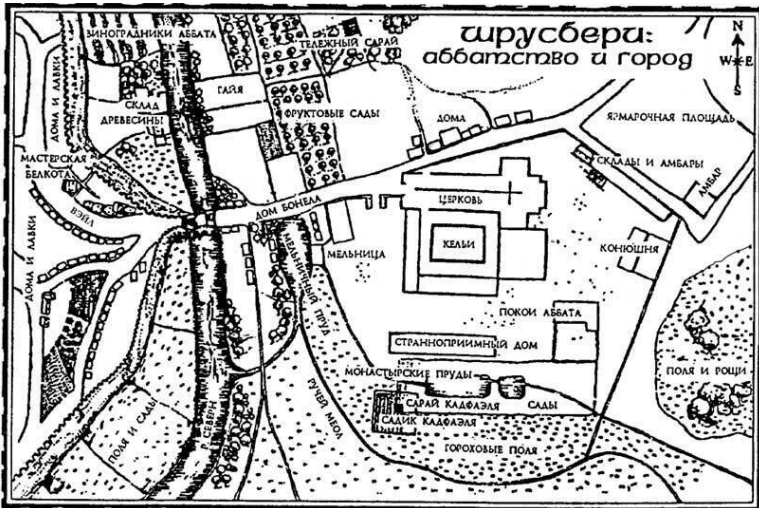 шрусбери:
аббатство и город
N
W E
S
ВИНОГРАДНИКИ АББАТА
ТЕЛЕЖНЫЙ САРАЙ
ДОМА И ЛАВКИ
СКЛАД
ДРЕВЕСИНЫ
ГАЙЯ
ФРУКТОВЫЕ САДЫ
ДОМА
ЯРМАРОЧНАЯ ПЛОЩАДЬ
МАСТЕРСКАЯ
БЕЛКОТА
СКЛАДЫ И АМБАРЫ
АМБАР
ВЭЙЛ
ДОМ БОНЕЛА
ЦЕРКОВЬ
КЕЛЬИ
МЕЛЬНИЦА
КОНЮШНЯ
ДОМА И ЛАВКИ
МЕЛЬНИЧНЫЙ ПРУД
ПОКОИ АББАТА
СТРАННОПРИИМНЫЙ ДОМ
МОНАСТЫРСКИЕ ПРУДЫ
ПОЛЯ И РОЩИ
САРАЙ КАДФАЭЛЯ
САДЫ
САДИК КАДФАЭЛЯ
РУЧЕЙ МЕОЛ
ГОРОХОВЫЕ ПОЛЯ
ПОЛЯ И САДЫ
Р. СЕВЕРН